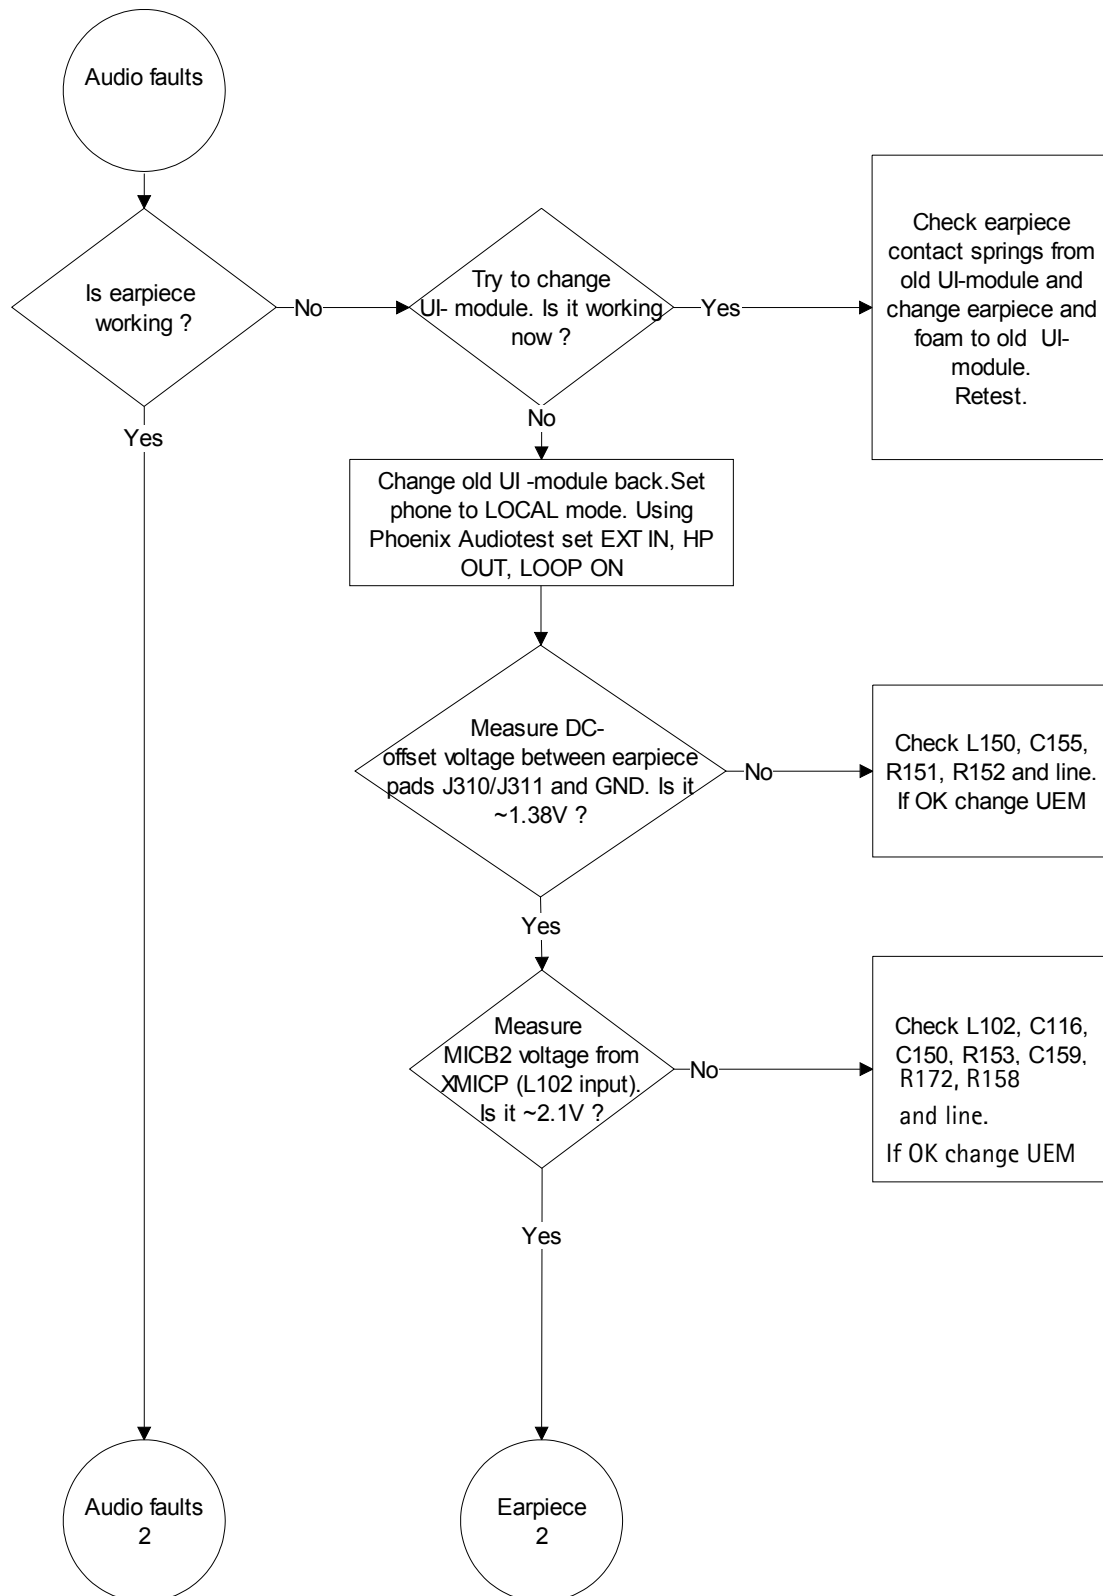 Audio faults
Is earpiece
working ?
No
Try to change
UI- module. Is it working
now ?
Yes
Check earpiece
contact springs from
old UI-module and
change earpiece and
foam to old UI-
module.
Retest.
Yes
No
Change old UI -module back.Set
phone to LOCAL mode. Using
Phoenix Audiotest set EXT IN, HP
OUT, LOOP ON
Measure DC-
offset voltage between earpiece
pads J310/J311 and GND. Is it
~1.38V ?
No
Check L150, C155,
R151, R152 and line.
If OK change UEM
Yes
Measure
MICB2 voltage from
XMICP (L102 input).
Is it ~2.1V ?
No
Check L102, C116,
C150, R153, C159,
R172, R158
and line.
If OK change UEM
Yes
Audio faults
2
Earpiece
2